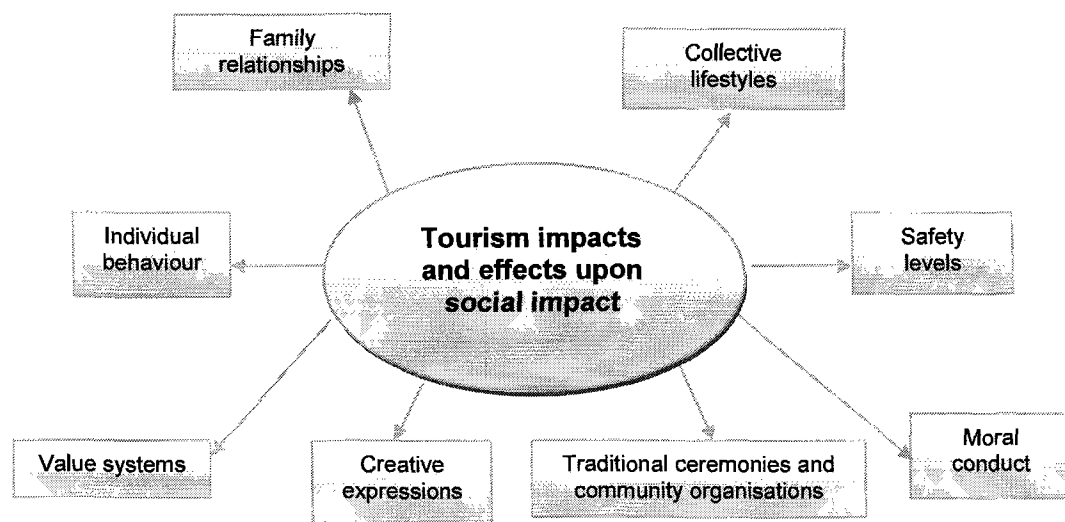 Family
relationships
Collective
lifestyles
Individual
behaviour
Tourism impacts
and effects upon
social impact
Safety
levels
Value systems
Creative
expressions
Traditional ceremonies and
community organisations
Moral
conduct